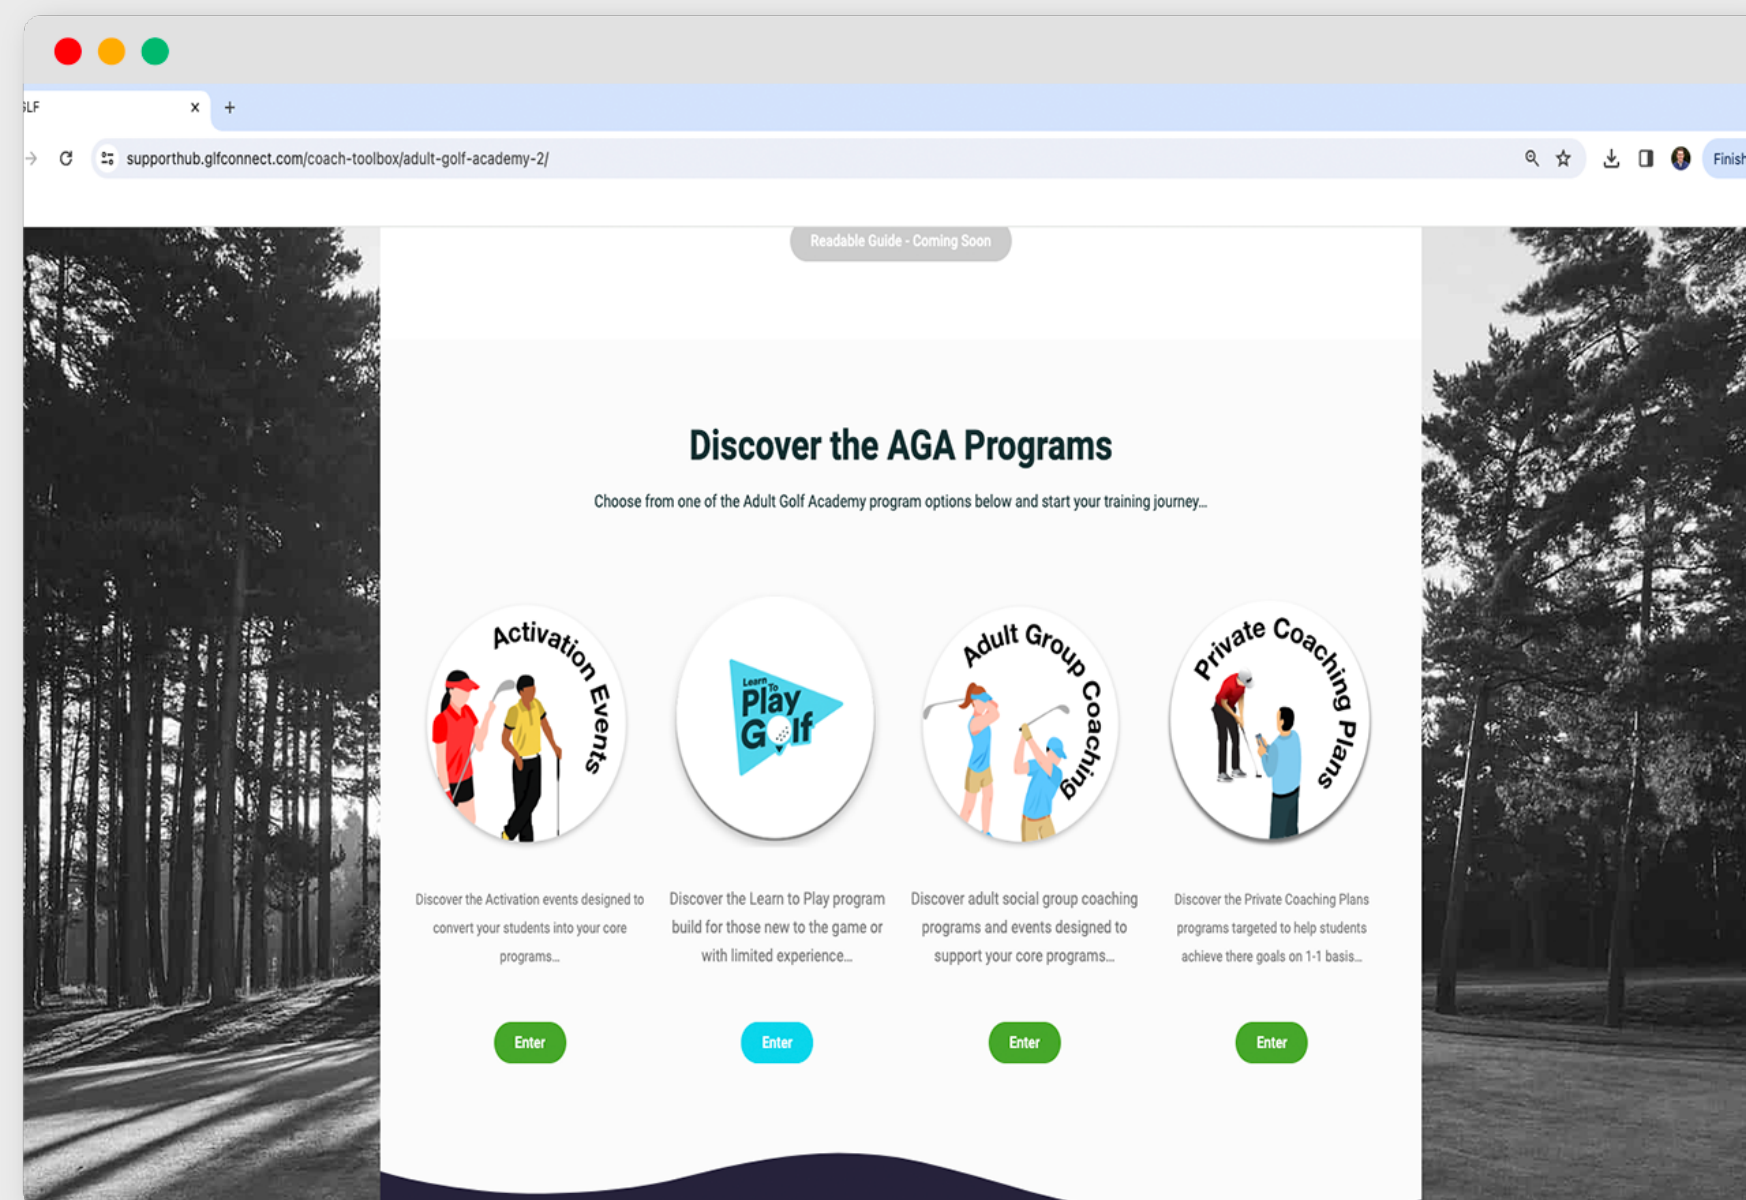 GLF
supporthub.glfconnect.com/coach-toolbox/adult-golf-academy-2/
Finish
Readable Guide - Coming Soon
Discover the AGA Programs
Choose from one of the Adult Golf Academy program options below and start your training journey...
Activation Events
Learn To
Play
Golf
Adult Group Coaching
Private Coaching Plans
Discover the Activation events designed to
convert your students into your core
programs...
Discover the Learn to Play program
build for those new to the game or
with limited experience...
Discover adult social group coaching
programs and events designed to
support your core programs...
Discover the Private Coaching Plans
programs targeted to help students
achieve there goals on 1-1 basis...
Enter
Enter
Enter
Enter